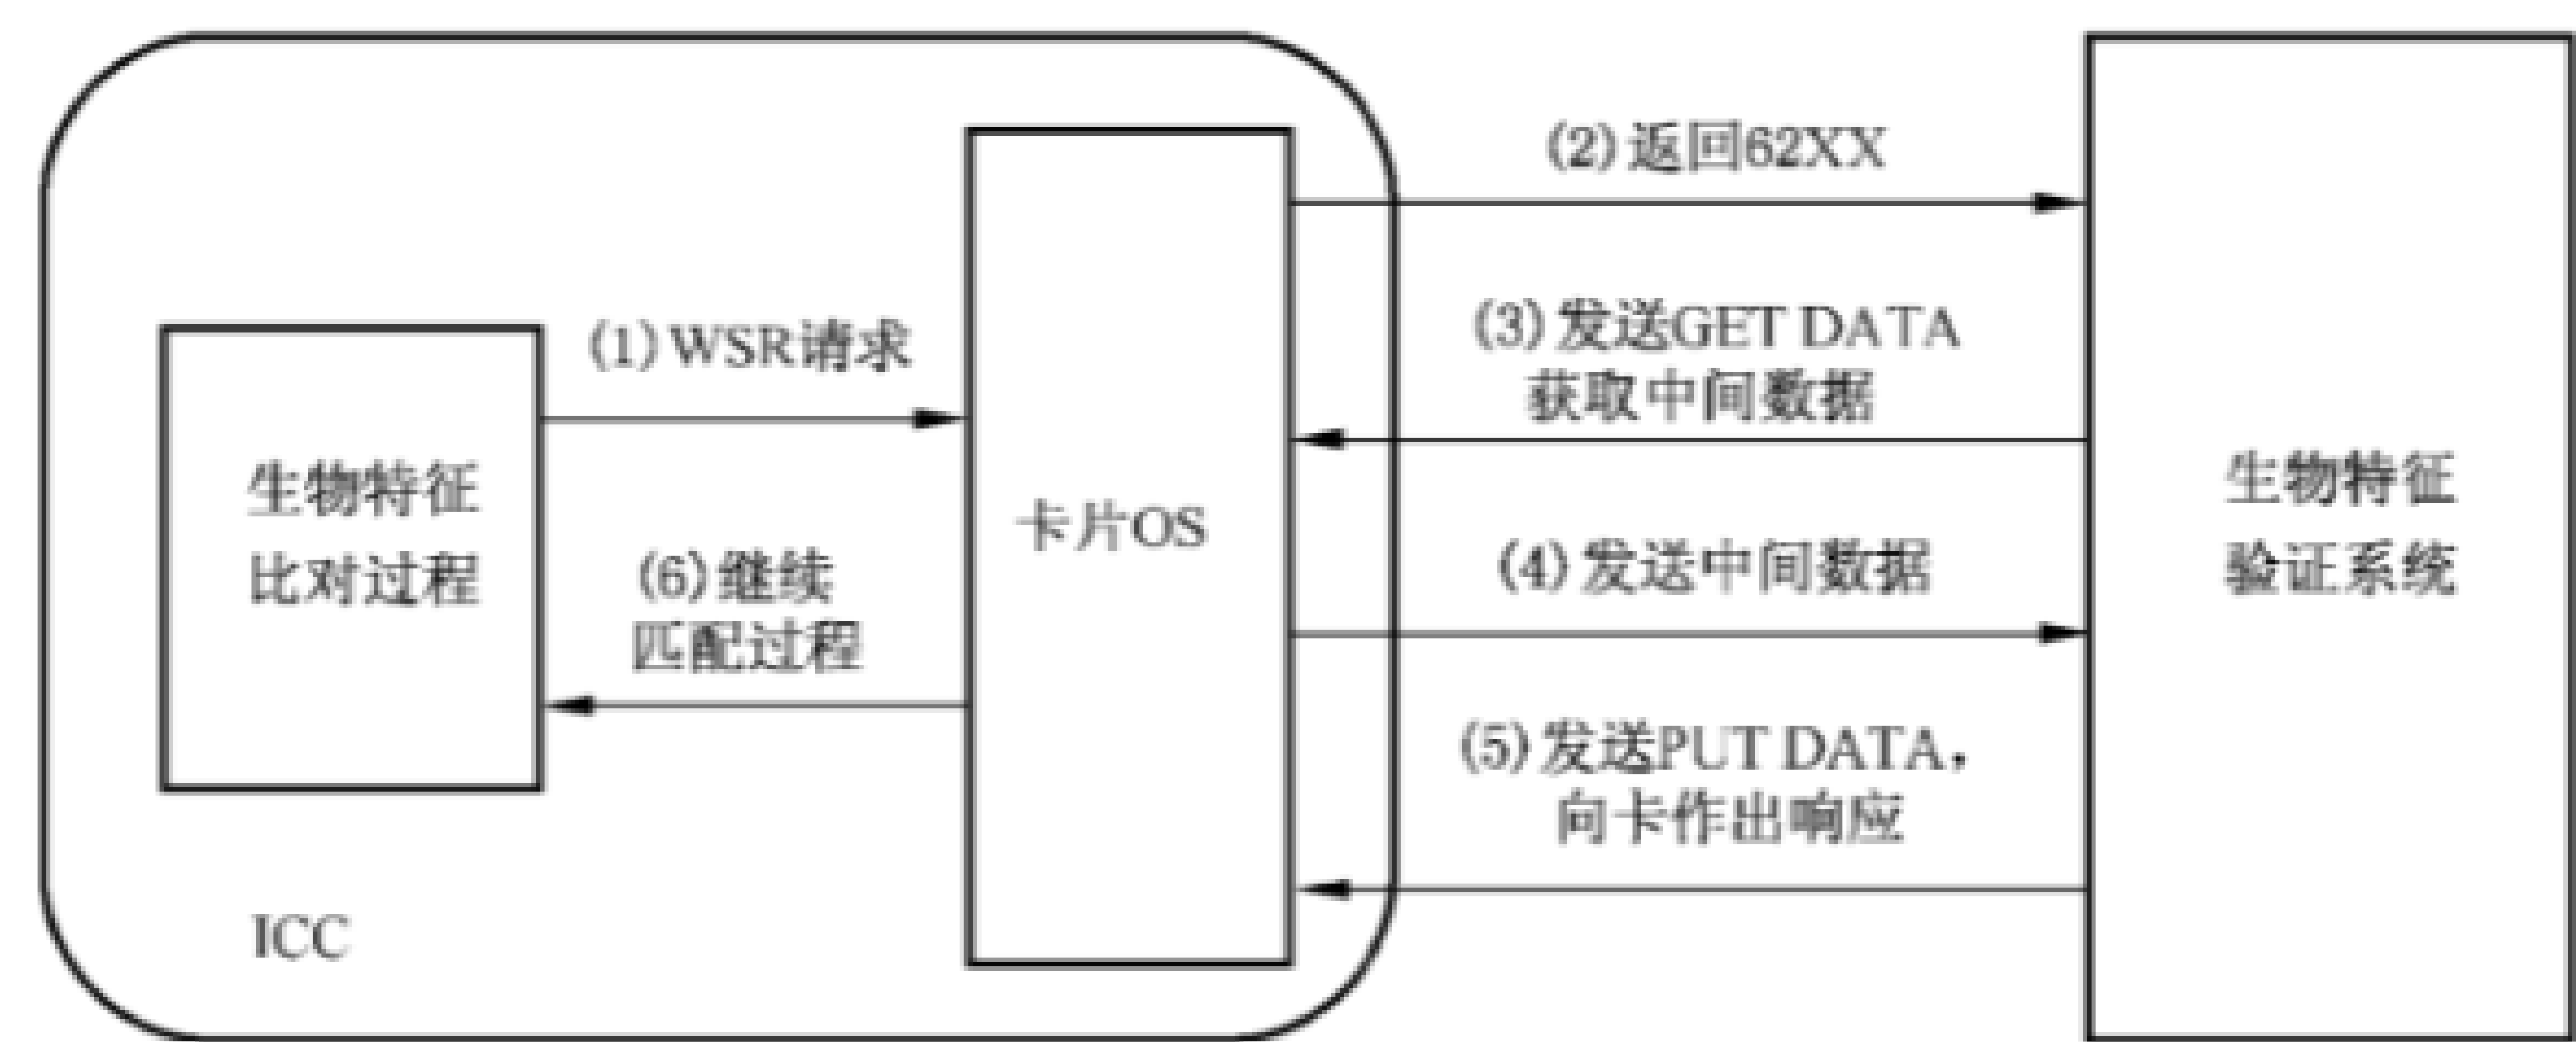 (2)返回62XX
(1)WSR请求
(3)发送GET DATA
获取中间数据
生物特征
比对过程
卡片OS
生物特征
验证系统
(4)发送中间数据
(6)继续
匹配过程
(5)发送PUT DATA,
向卡作出响应
ICC